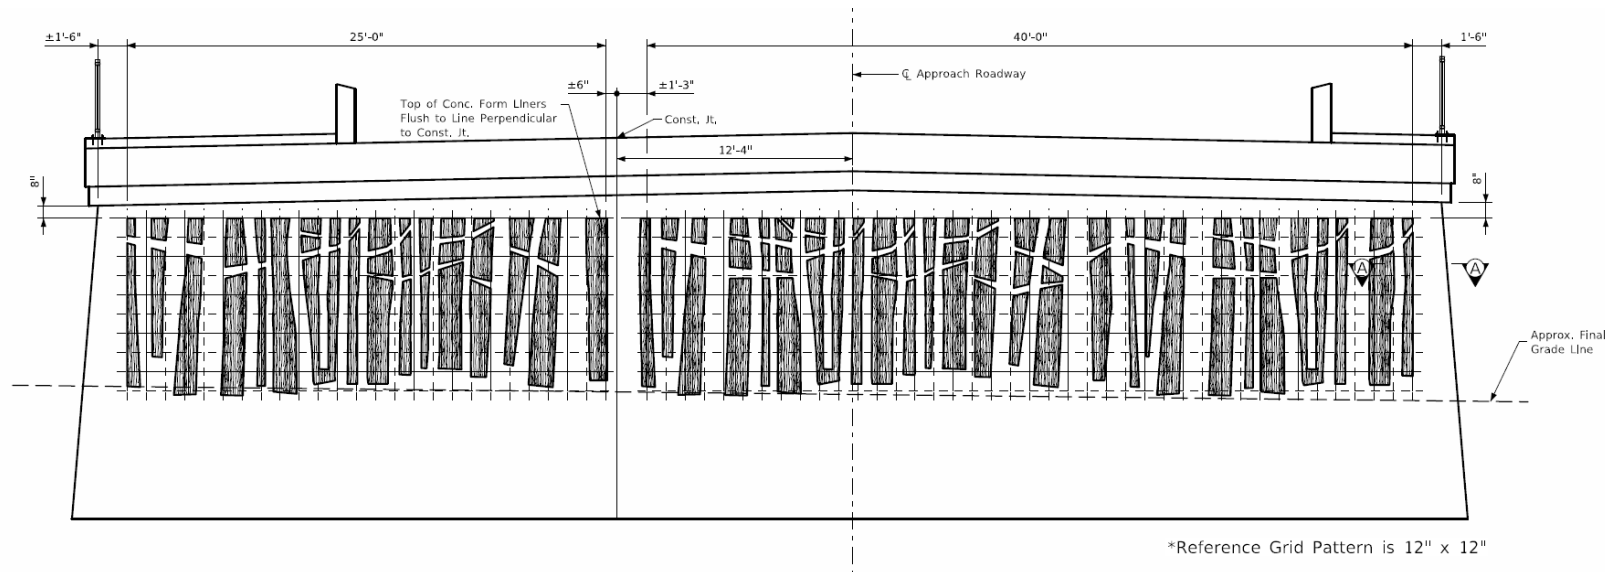 ±1'-6"
25'-0"
40'-0"
1'-6"
℄ Approach Roadway
±6"
±1'-3"
Top of Conc. Form Liners
Flush to Line Perpendicular
to Const. Jt.
Const. Jt.
12'-4"
8"
8"
A
A
Approx. Final
Grade Line
*Reference Grid Pattern is 12" x 12"